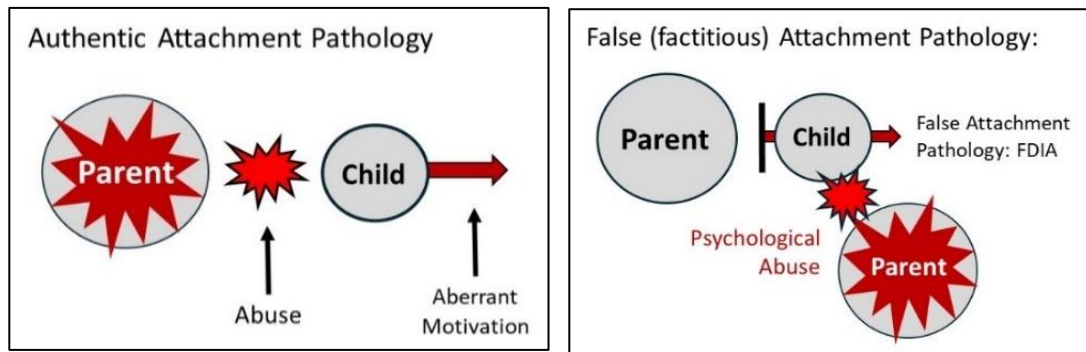 Authentic Attachment Pathology
Parent
Child
Abuse
Aberrant
Motivation
False (factitious) Attachment Pathology:
Parent
Child
False Attachment
Pathology: FDIA
Psychological
Abuse
Parent